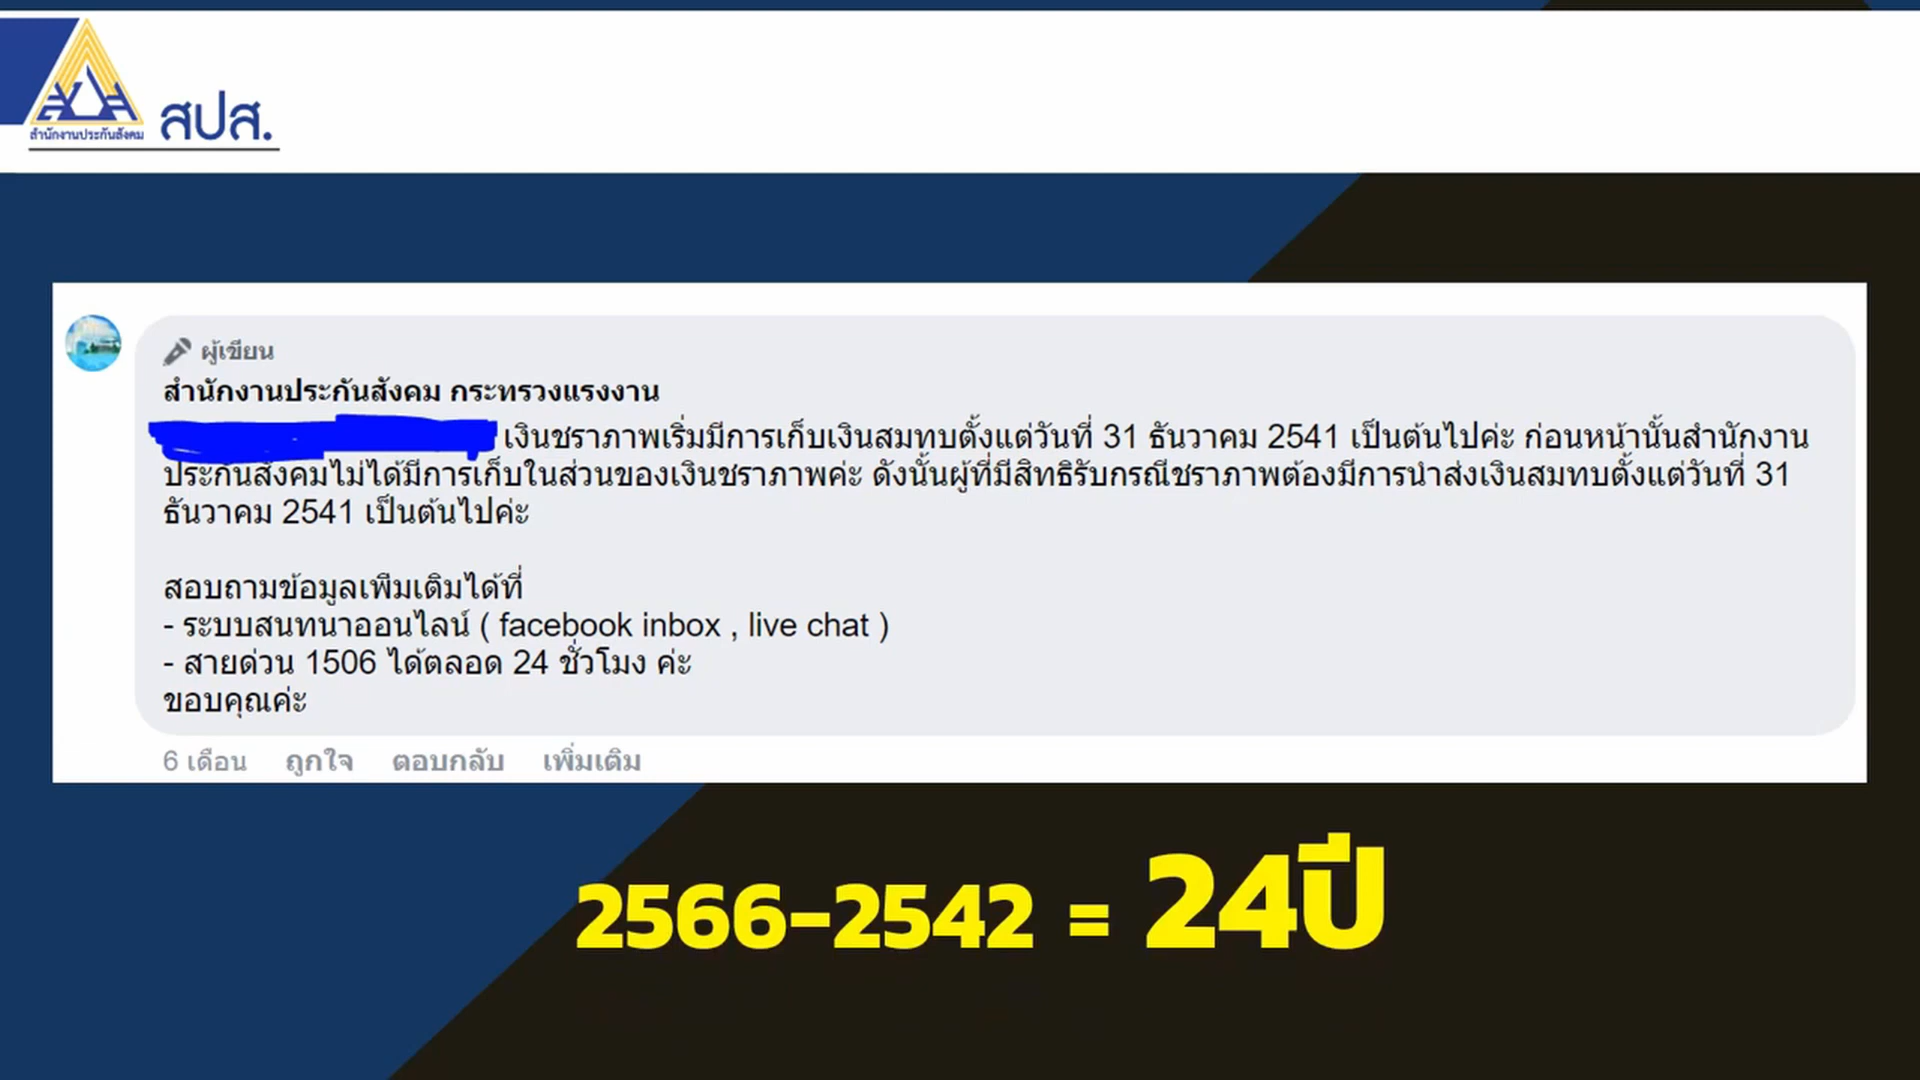 สปส.
สำนักงานประกันสังคม
ผู้เขียน
สำนักงานประกันสังคม กระทรวงแรงงาน
เงินชราภาพเริ่มมีการเก็บเงินสมทบตั้งแต่วันที่ 31 ธันวาคม 2541 เป็นต้นไปค่ะ ก่อนหน้านั้นสำนักงาน
ประกันสังคมไม่ได้มีการเก็บในส่วนของเงินชราภาพค่ะ ดังนั้นผู้ที่มีสิทธิรับกรณีชราภาพต้องมีการนำส่งเงินสมทบตั้งแต่วันที่ 31
ธันวาคม 2541 เป็นต้นไปค่ะ
สอบถามข้อมูลเพิ่มเติมได้ที่
- ระบบสนทนาออนไลน์ ( facebook inbox , live chat )
- สายด่วน 1506 ได้ตลอด 24 ชั่วโมง ค่ะ
ขอบคุณค่ะ
6 เดือน ถูกใจ ตอบกลับ เพิ่มเติม
2566-2542 = 24ปี